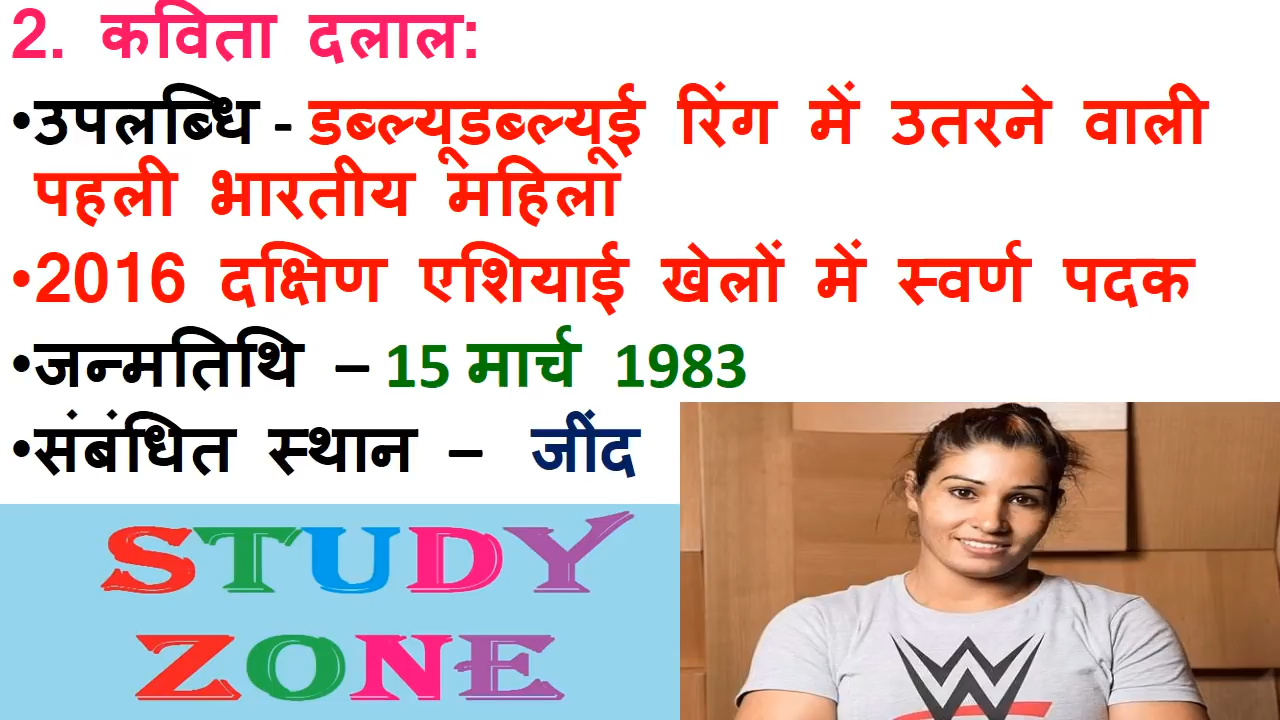 2. कविता दलाल:
•उपलब्धि - डब्ल्यूडब्ल्यूई रिंग में उतरने वाली
पहली भारतीय महिला
•2016 दक्षिण एशियाई खेलों में स्वर्ण पदक
•जन्मतिथि – 15 मार्च 1983
•संबंधित स्थान – जींद
STUDY
ZONE
W